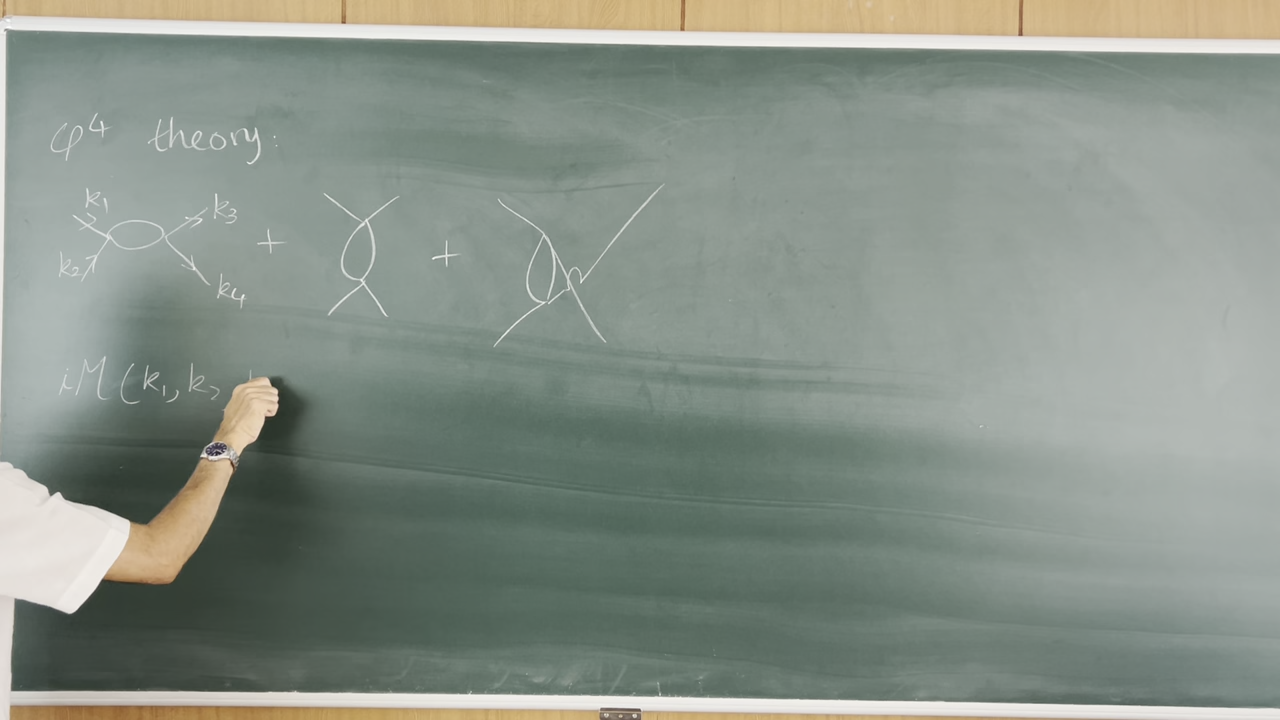 φ⁴ theory:
k₁ k₃ + +
k₂ k₄
iM(k₁, k₂,